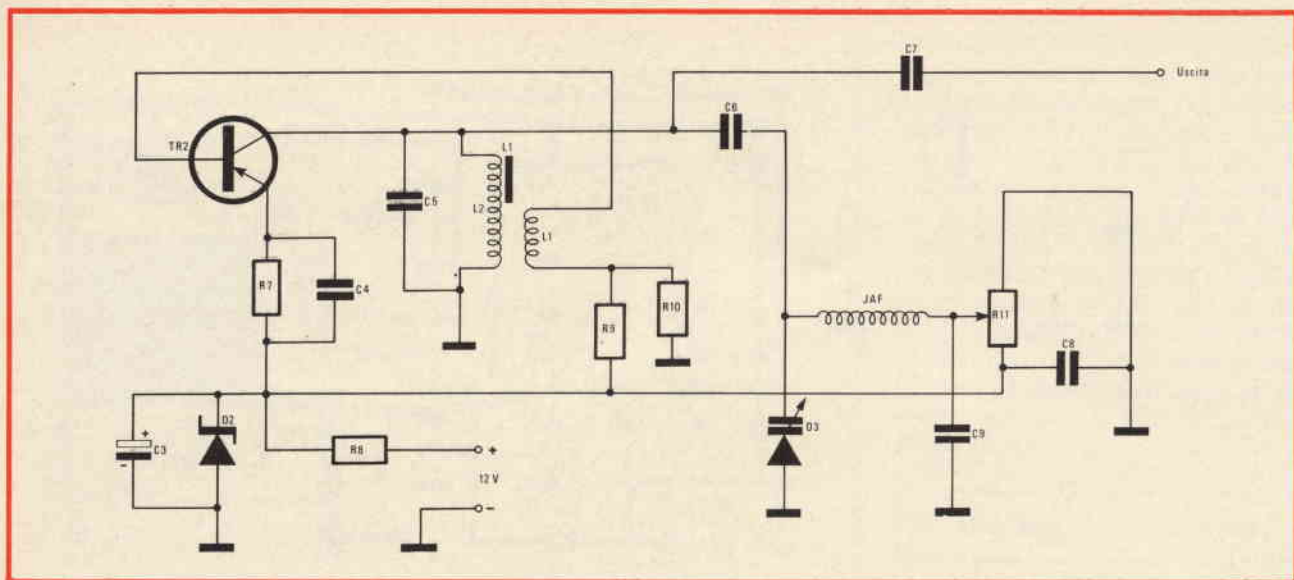 C7
Uscita
C6
TR2
L1
C5
L2
L1
R7
C4
JAF
R11
R9
R10
C8
D2
+
C3
-
R8
+
12 V
-
D3
C9